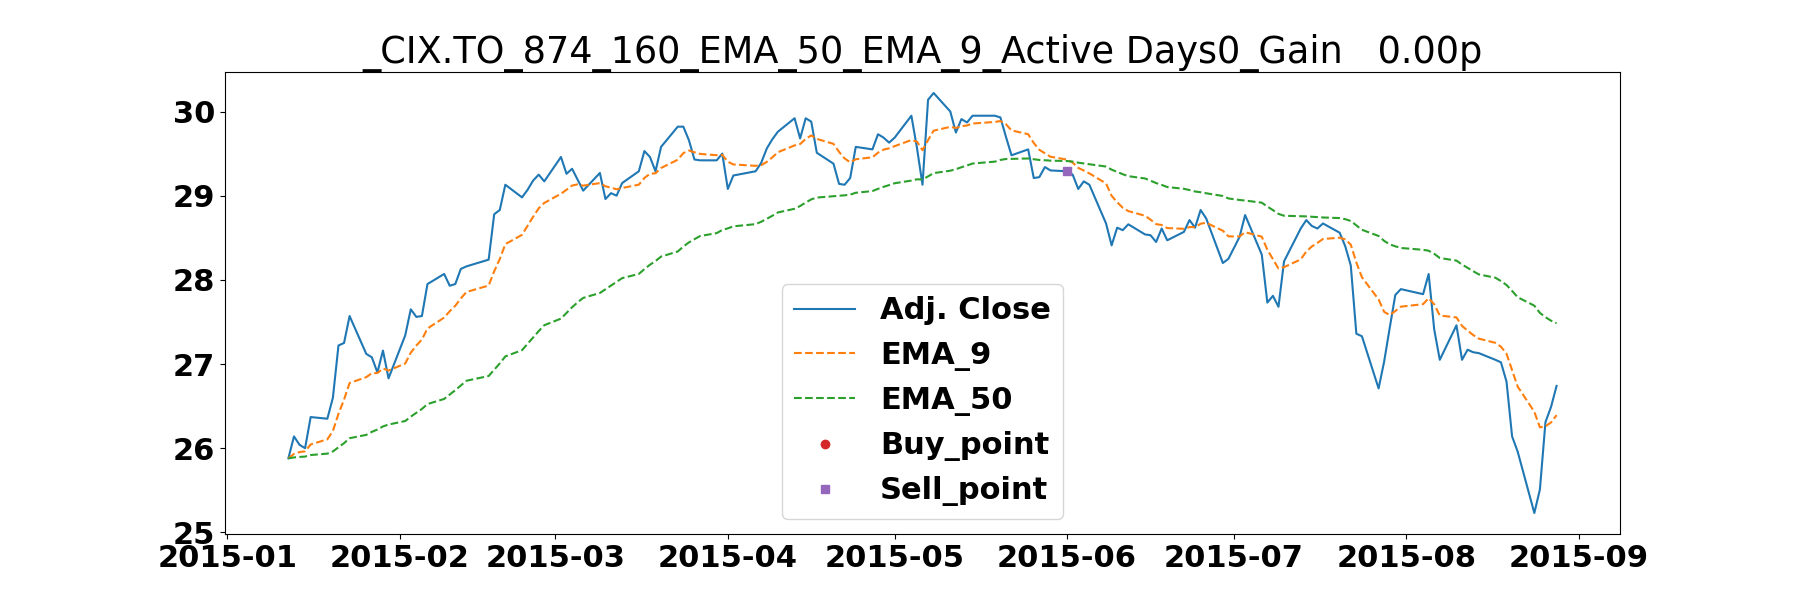 _CIX.TO_874_160_EMA_50_EMA_9_Active Days0_Gain   0.00p
30
29
28
27
26
25
Adj. Close
EMA_9
EMA_50
Buy_point
Sell_point
2015-01 2015-02 2015-03 2015-04 2015-05 2015-06 2015-07 2015-08 2015-09